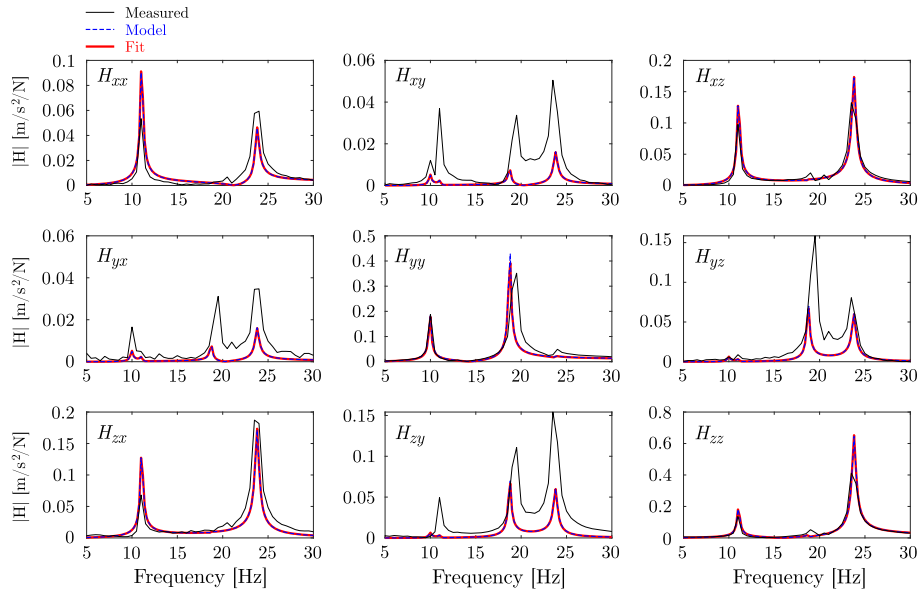 Measured
Model
Fit
|H| [m/s²/N]
0.1
0.08
0.06
0.04
0.02
0
H_xx
5 10 15 20 25 30
0.06
0.04
0.02
0
H_xy
5 10 15 20 25 30
0.2
0.15
0.1
0.05
0
H_xz
5 10 15 20 25 30
|H| [m/s²/N]
0.06
0.04
0.02
0
H_yx
5 10 15 20 25 30
0.5
0.4
0.3
0.2
0.1
0
H_yy
5 10 15 20 25 30
0.15
0.1
0.05
0
H_yz
5 10 15 20 25 30
|H| [m/s²/N]
0.2
0.15
0.1
0.05
0
H_zx
5 10 15 20 25 30
Frequency [Hz]
0.15
0.1
0.05
0
H_zy
5 10 15 20 25 30
Frequency [Hz]
0.8
0.6
0.4
0.2
0
H_zz
5 10 15 20 25 30
Frequency [Hz]